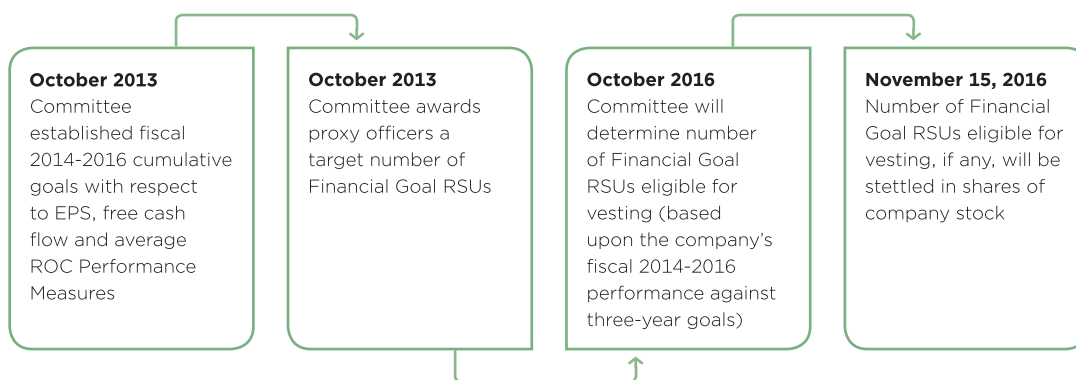 October 2013
Committee
established fiscal
2014-2016 cumulative
goals with respect
to EPS, free cash
flow and average
ROC Performance
Measures
October 2013
Committee awards
proxy officers a
target number of
Financial Goal RSUs
October 2016
Committee will
determine number
of Financial Goal
RSUs eligible for
vesting (based
upon the company’s
fiscal 2014-2016
performance against
three-year goals)
November 15, 2016
Number of Financial
Goal RSUs eligible for
vesting, if any, will be
stettled in shares of
company stock